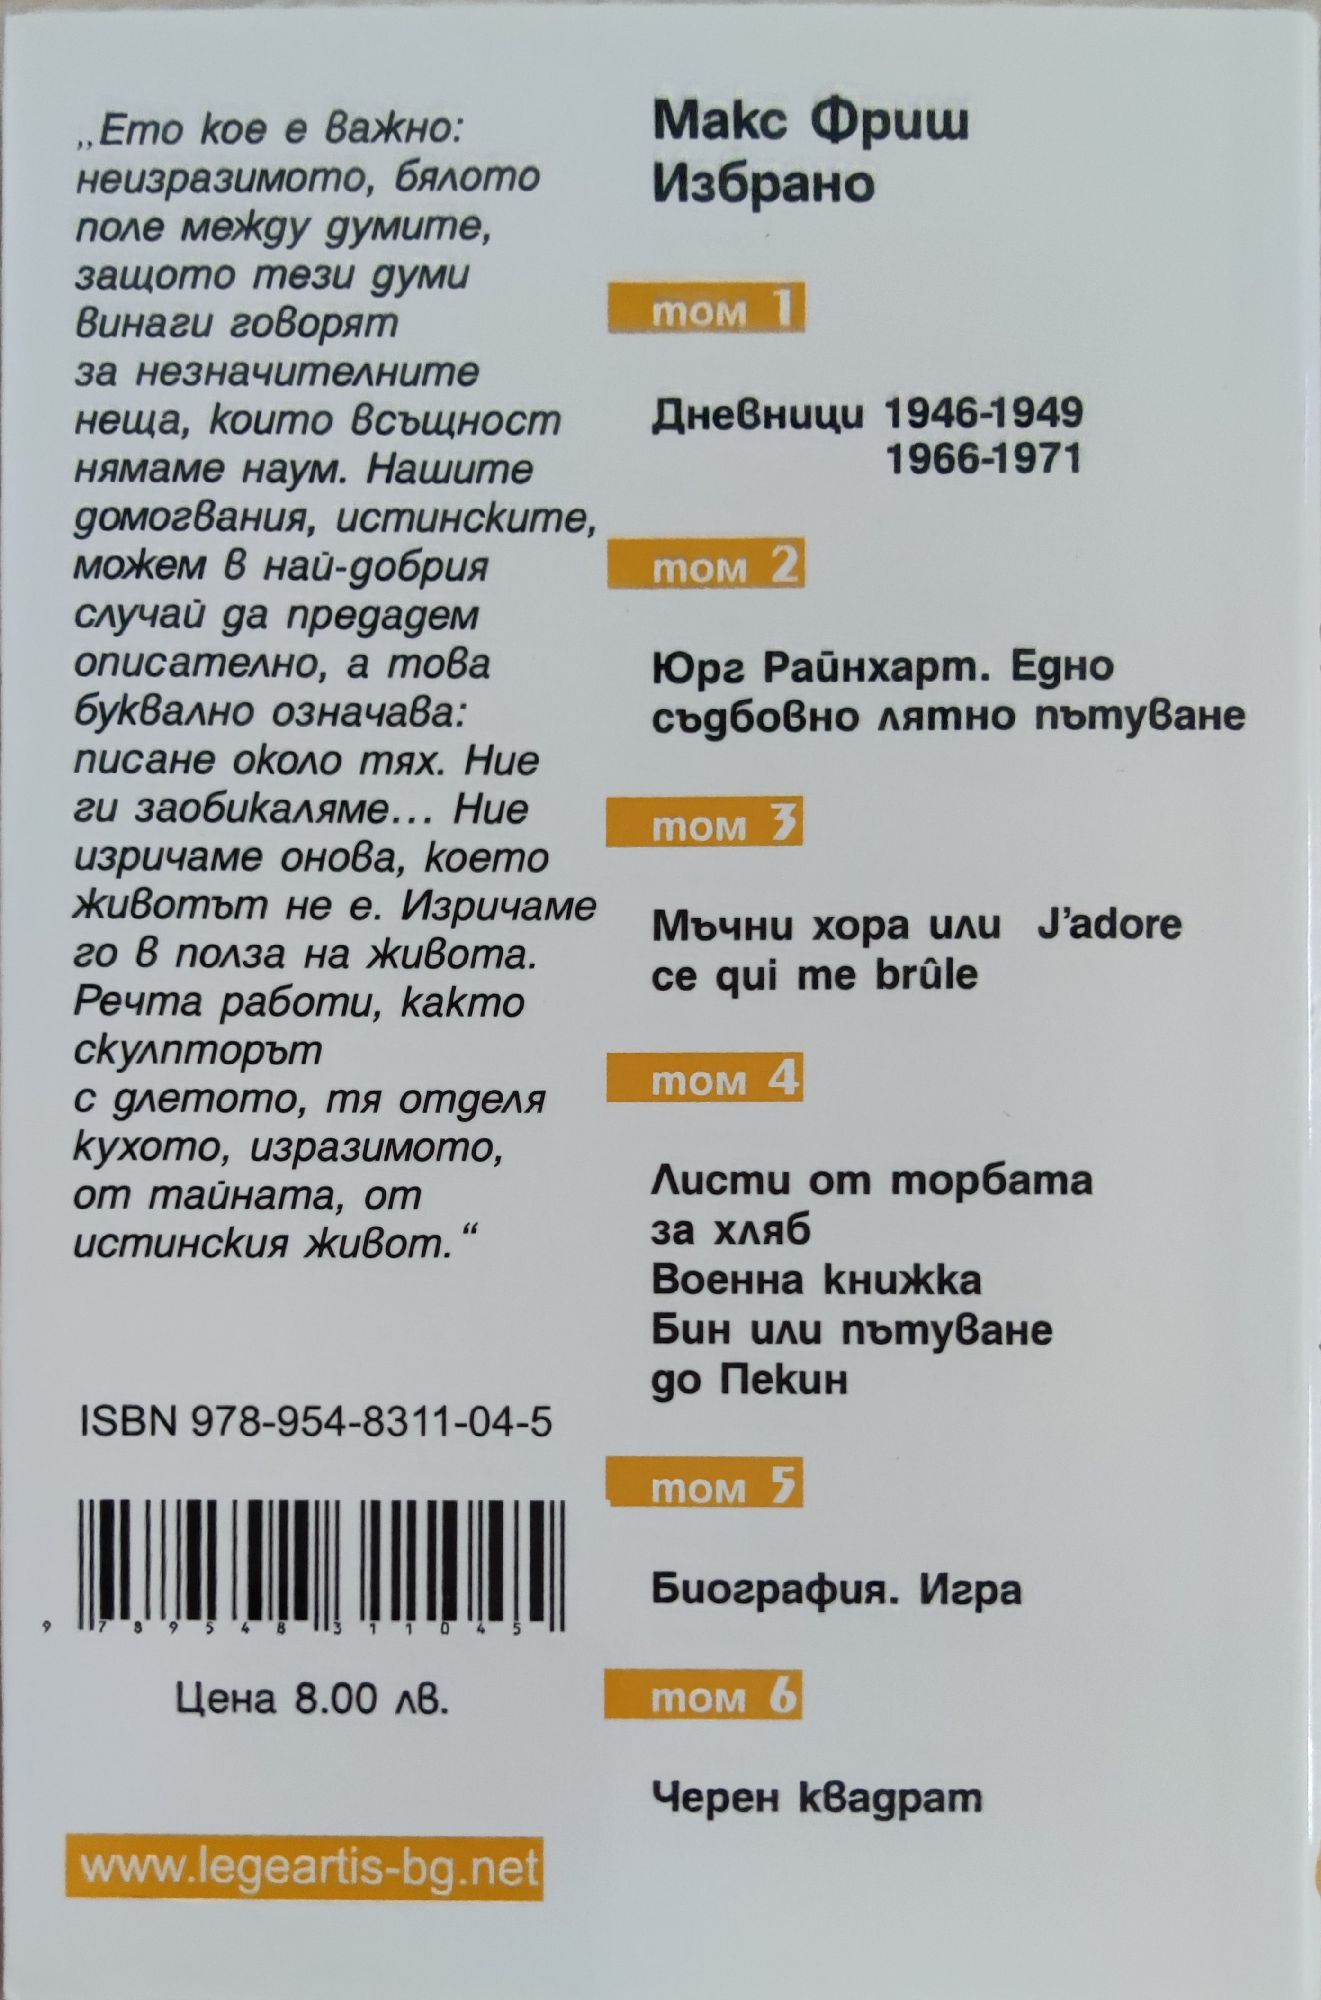 „Ето кое е важно:
неизразимото, бялото
поле между думите,
защото тези думи
винаги говорят
за незначителните
неща, които всъщност
нямаме наум. Нашите
домогвания, истинските,
можем в най-добрия
случай да предадем
описателно, а това
буквално означава:
писане около тях. Ние
ги заобикаляме... Ние
изричаме онова, което
животът не е. Изричаме
го в полза на живота.
Речта работи, както
скулпторът
с длетото, тя отделя
кухото, изразимото,
от тайната, от
истинския живот.“
ISBN 978-954-8311-04-5
9 789548 311045
Цена 8.00 лв.
www.legeartis-bg.net
Макс Фриш
Избрано
том 1
Дневници 1946-1949
1966-1971
том 2
Юрг Райнхарт. Едно
съдбовно лятно пътуване
том 3
Мъчни хора или J’adore
ce qui me brûle
том 4
Листи от торбата
за хляб
Военна книжка
Бин или пътуване
до Пекин
том 5
Биография. Игра
том 6
Черен квадрат